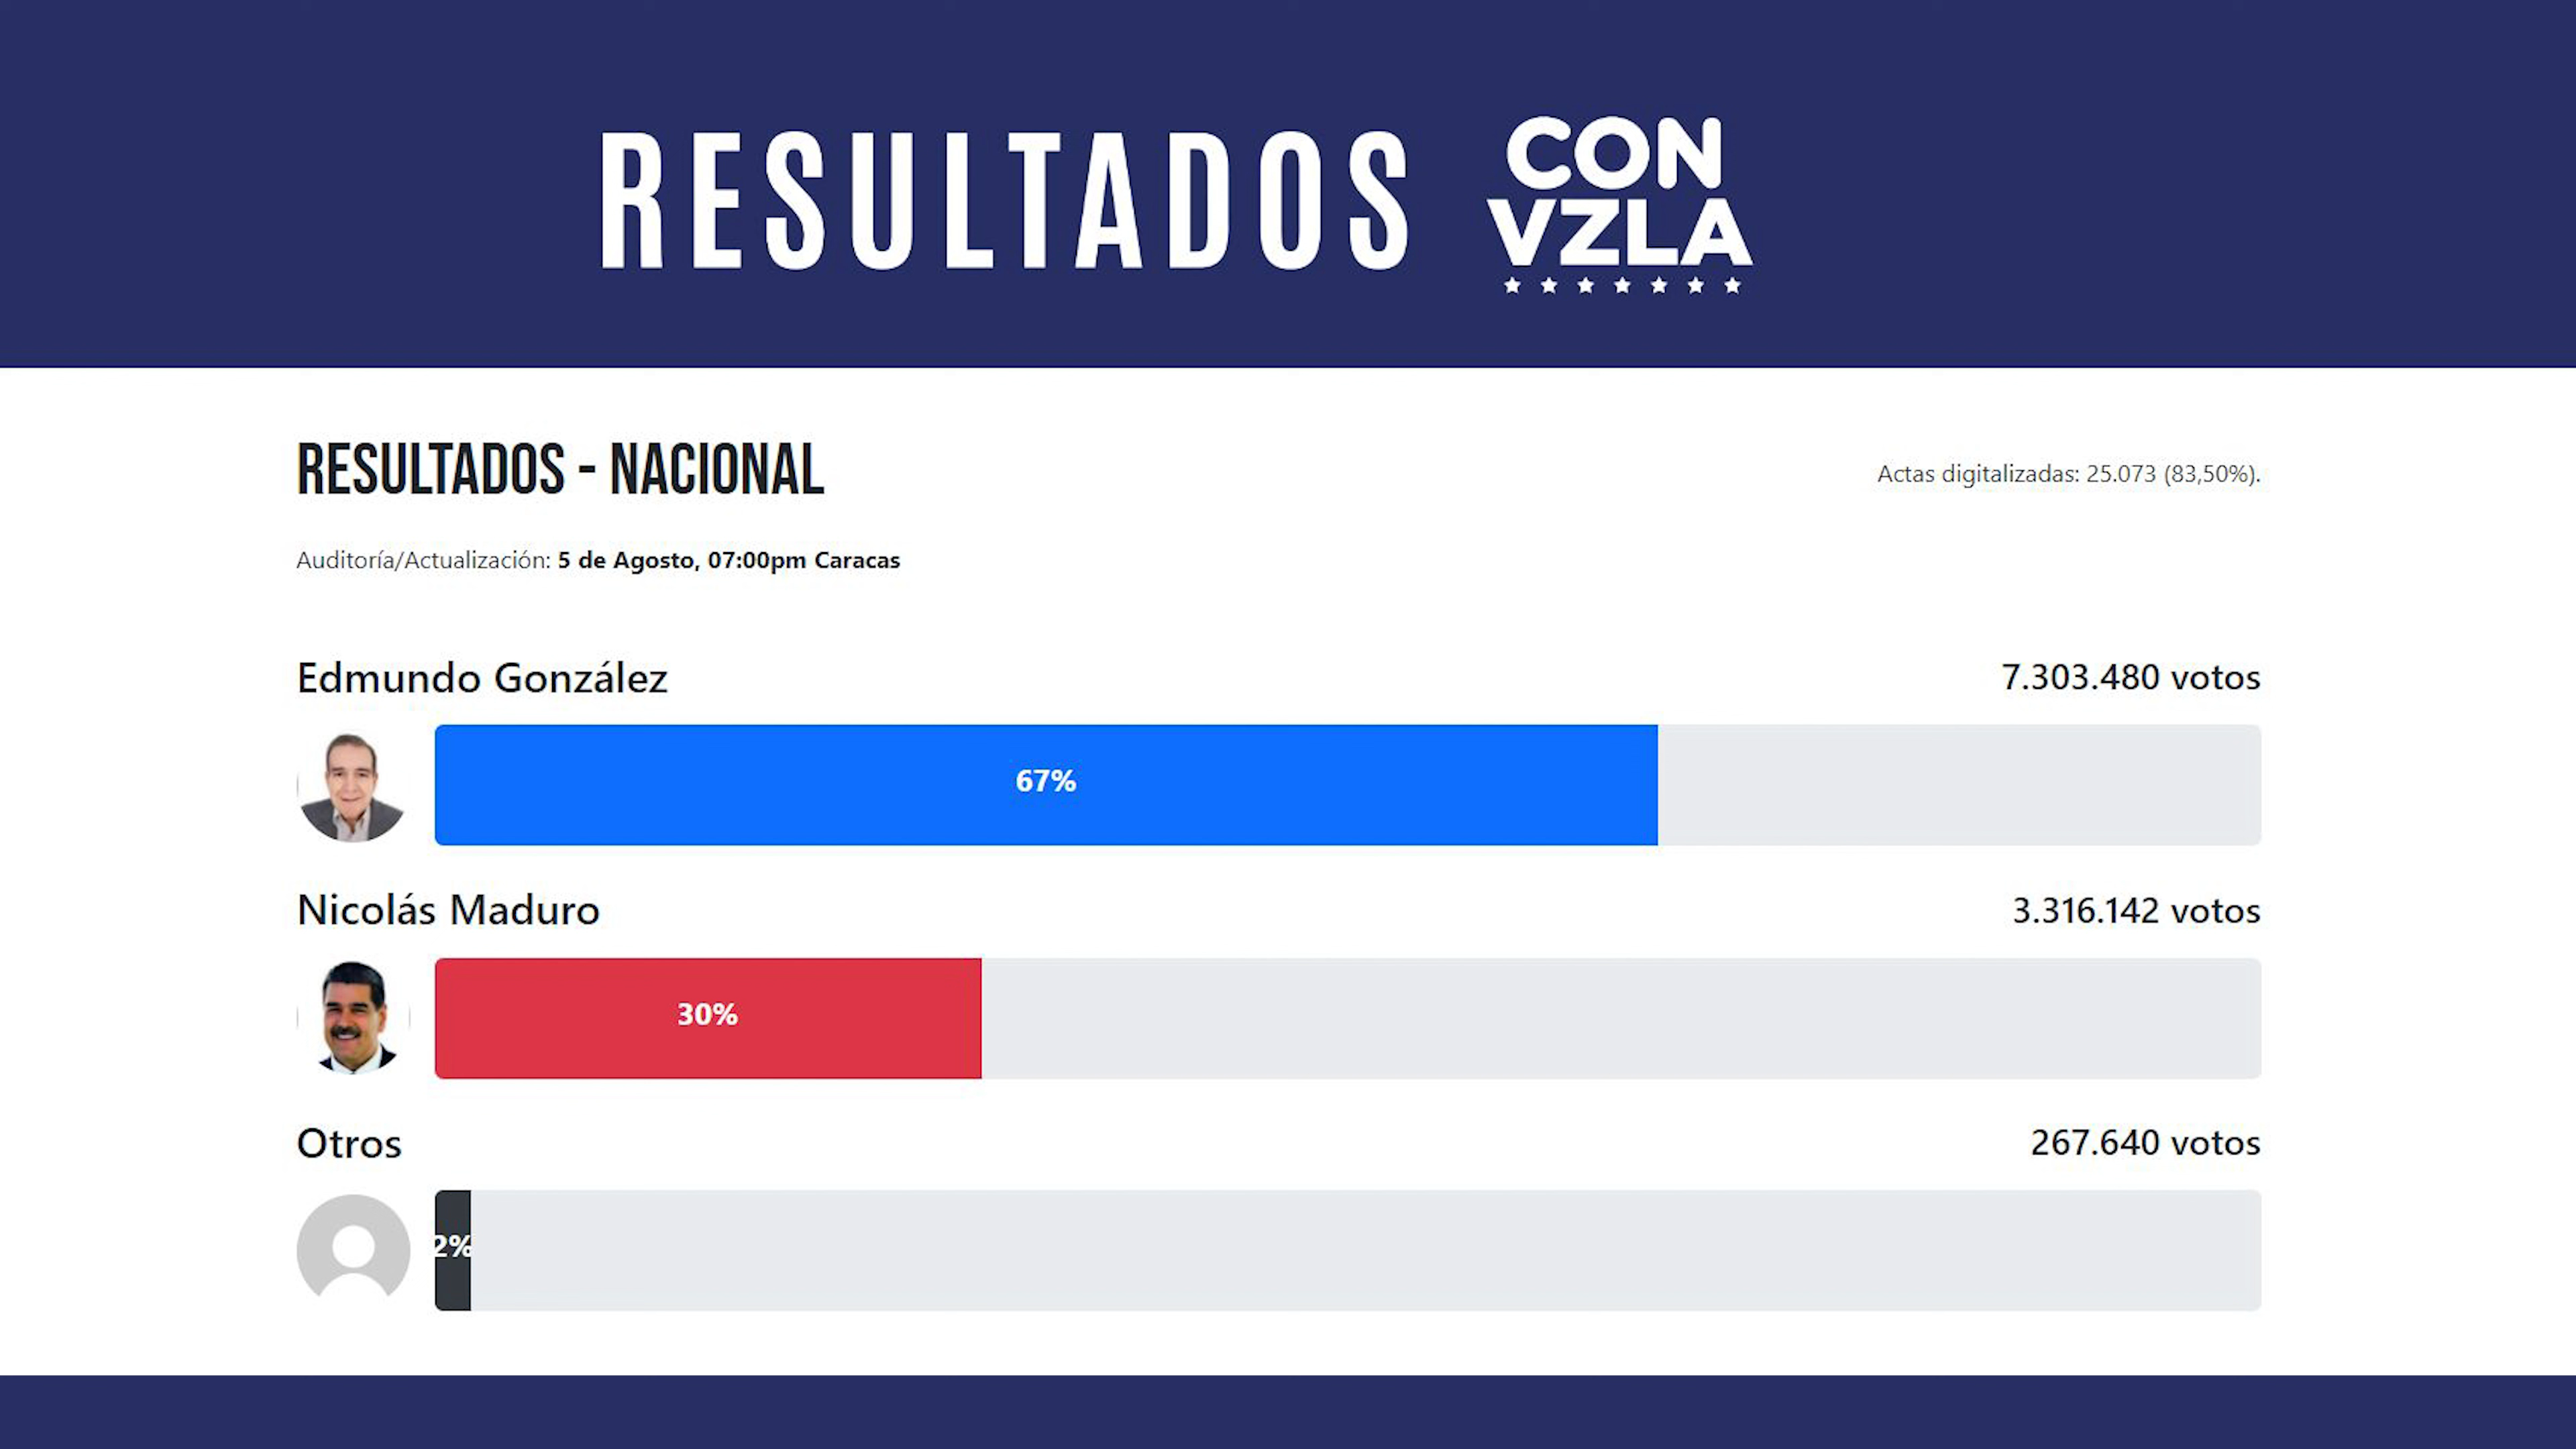 RESULTADOS CON VZLA
RESULTADOS - NACIONAL
Actas digitalizadas: 25.073 (83,50%).
Auditoría/Actualización: 5 de Agosto, 07:00pm Caracas
Edmundo González
7.303.480 votos
67%
Nicolás Maduro
3.316.142 votos
30%
Otros
267.640 votos
2%